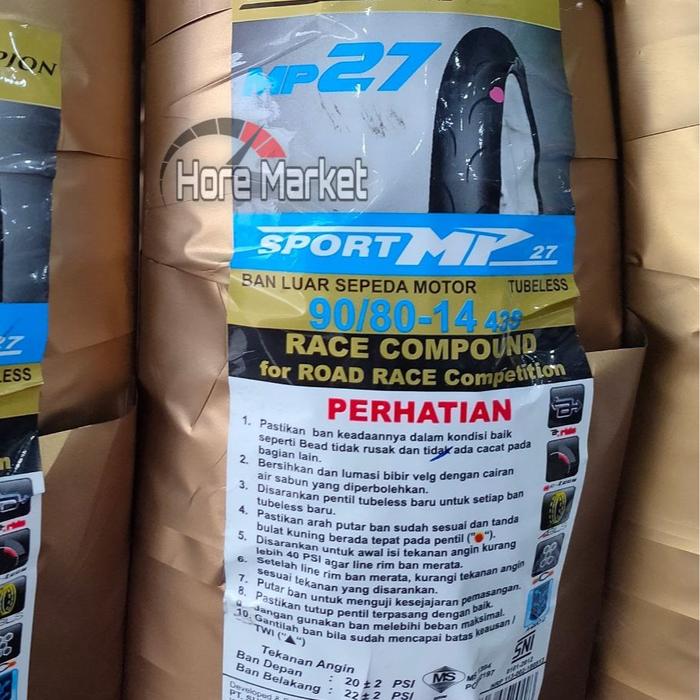 PION
MP27
Hore Market
SPORT MP 27
BAN LUAR SEPEDA MOTOR TUBELESS
90/80-14 43S
RACE COMPOUND
for ROAD RACE Competition
PERHATIAN
1. Pastikan ban keadaannya dalam kondisi baik
seperti Bead tidak rusak dan tidak ada cacat pada
bagian lain.
2. Bersihkan dan lumasi bibir velg dengan cairan
air sabun yang diperbolehkan.
3. Disarankan pentil tubeless baru untuk setiap ban
tubeless baru.
4. Pastikan arah putar ban sudah sesuai dan tanda
bulat kuning berada tepat pada pentil ("").
5. Disarankan untuk awal isi tekanan angin kurang
lebih 40 PSI agar line rim ban merata.
6. Setelah line rim ban merata, kurangi tekanan angin
sesuai tekanan yang disarankan.
7. Putar ban untuk menguji kesejajaran pemasangan.
8. Pastikan tutup pentil terpasang dengan baik.
9. Jangan gunakan ban melebihi beban maksimal.
10. Gantilah ban bila sudah mencapai batas keausan /
TWI ("▲")
Tekanan Angin
Ban Depan : 20 ±2 PSI
Ban Belakang : 22 ±2 PSI
MS
SNI
27
LESS